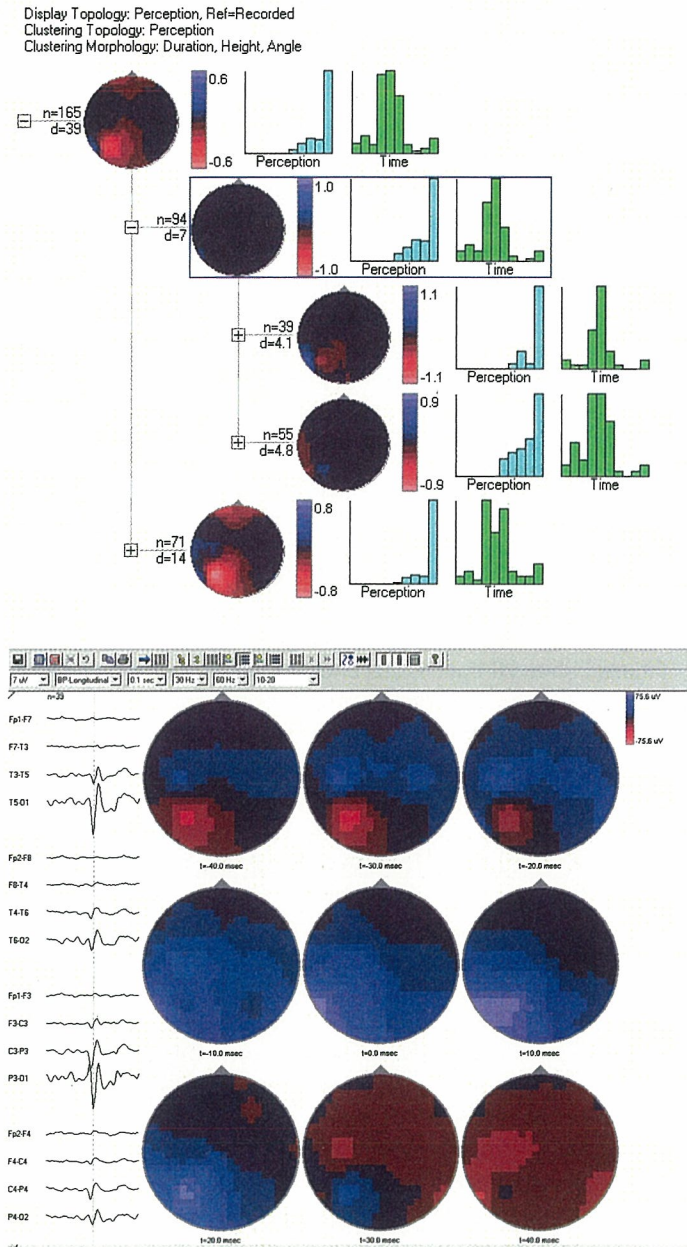 Display Topology: Perception, Ref=Recorded
Clustering Topology: Perception
Clustering Morphology: Duration, Height, Angle
n=165
d=39
0.6
-0.6
Perception
Time
n=94
d=7
1.0
-1.0
Perception
Time
n=39
d=4.1
1.1
-1.1
Perception
Time
n=55
d=4.8
0.9
-0.9
Perception
Time
n=71
d=14
0.8
-0.8
Perception
Time
7 uV
BP-Longitudinal
0.1 sec
30 Hz
60 Hz
10-20
n=39
75.6 uV
-75.6 uV
Fp1-F7
F7-T3
T3-T5
T5-O1
Fp2-F8
F8-T4
T4-T6
T6-O2
Fp1-F3
F3-C3
C3-P3
P3-O1
Fp2-F4
F4-C4
C4-P4
P4-O2
t=-40.0 msec
t=-30.0 msec
t=-20.0 msec
t=-10.0 msec
t=0.0 msec
t=10.0 msec
t=20.0 msec
t=30.0 msec
t=40.0 msec